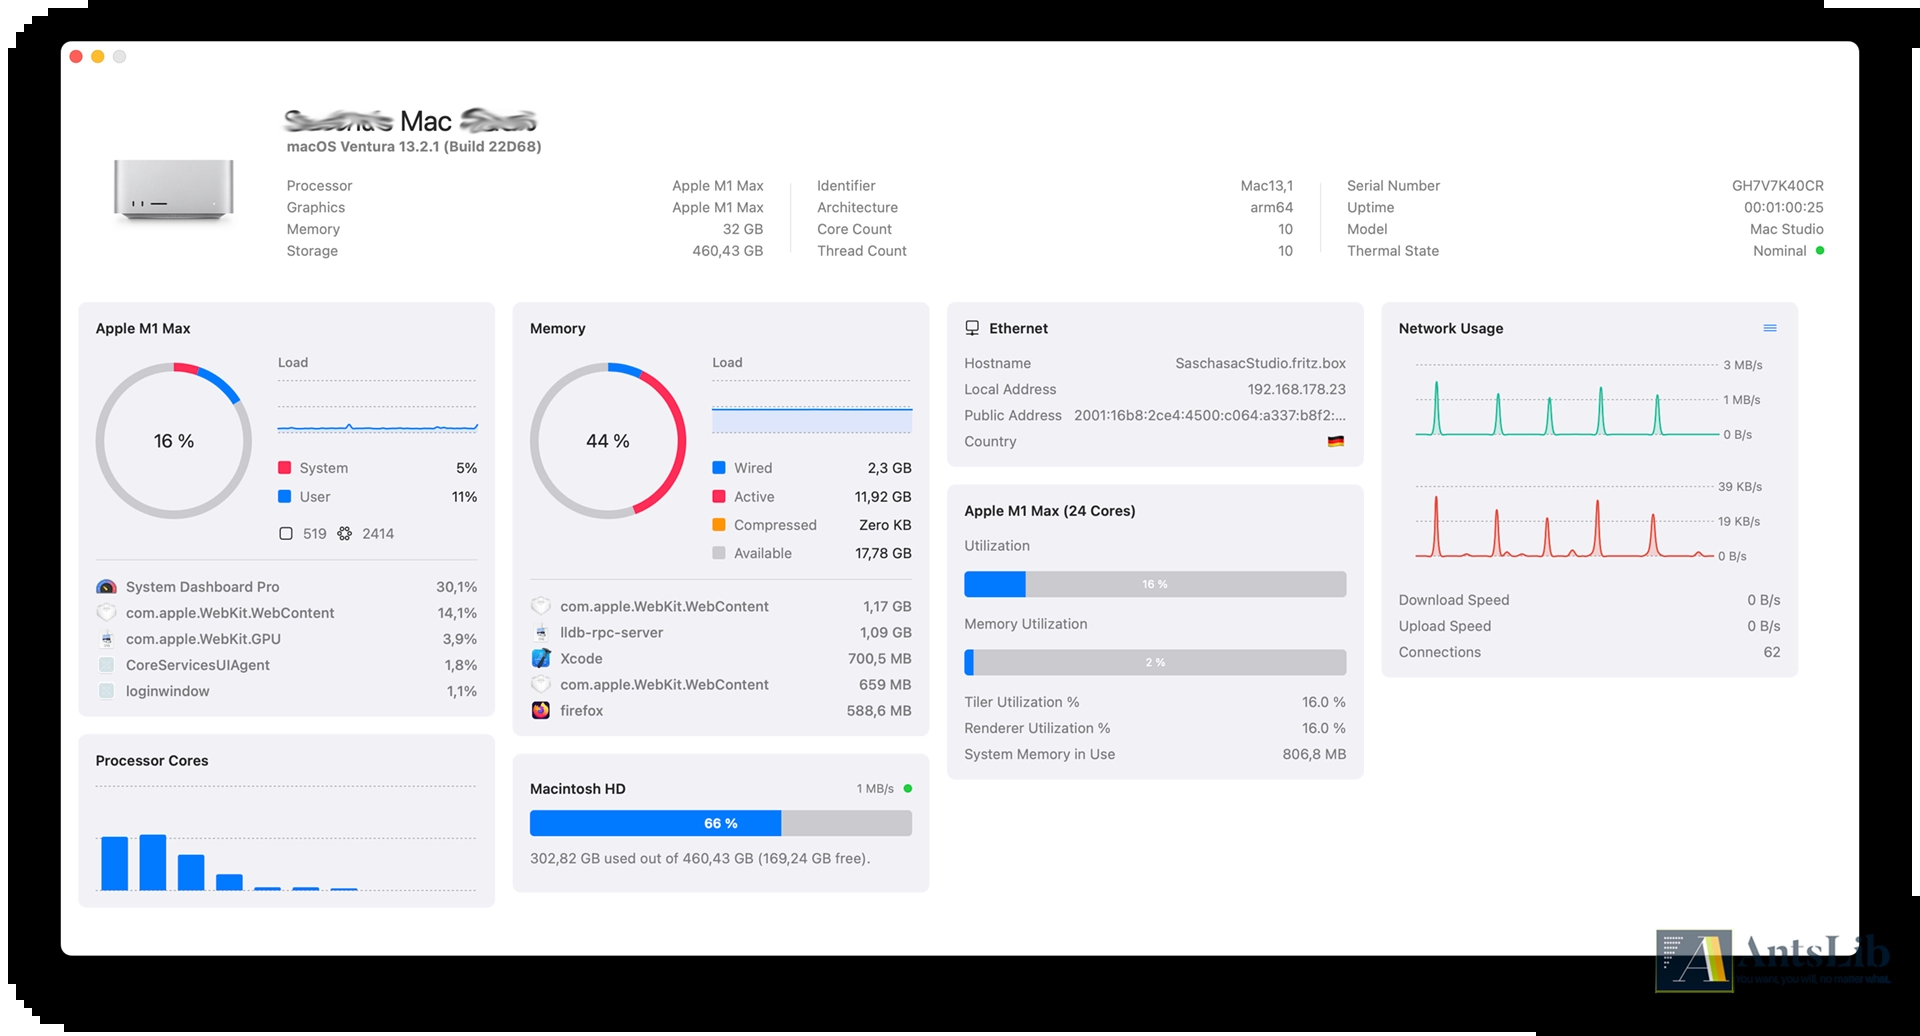 Mac
macOS Ventura 13.2.1 (Build 22D68)
Processor Apple M1 Max
Graphics Apple M1 Max
Memory 32 GB
Storage 460,43 GB
Identifier Mac13,1
Architecture arm64
Core Count 10
Thread Count 10
Serial Number GH7V7K40CR
Uptime 00:01:00:25
Model Mac Studio
Thermal State Nominal
Apple M1 Max
Load
16 %
System 5%
User 11%
519 2414
System Dashboard Pro 30,1%
com.apple.WebKit.WebContent 14,1%
com.apple.WebKit.GPU 3,9%
CoreServicesUIAgent 1,8%
loginwindow 1,1%
Processor Cores
Memory
Load
44 %
Wired 2,3 GB
Active 11,92 GB
Compressed Zero KB
Available 17,78 GB
com.apple.WebKit.WebContent 1,17 GB
lldb-rpc-server 1,09 GB
Xcode 700,5 MB
com.apple.WebKit.WebContent 659 MB
firefox 588,6 MB
Macintosh HD 1 MB/s
66 %
302,82 GB used out of 460,43 GB (169,24 GB free).
Ethernet
Hostname SaschasacStudio.fritz.box
Local Address 192.168.178.23
Public Address 2001:16b8:2ce4:4500:c064:a337:b8f2:...
Country
Apple M1 Max (24 Cores)
Utilization
16 %
Memory Utilization
2 %
Tiler Utilization % 16.0 %
Renderer Utilization % 16.0 %
System Memory in Use 806,8 MB
Network Usage
3 MB/s
1 MB/s
0 B/s
39 KB/s
19 KB/s
0 B/s
Download Speed 0 B/s
Upload Speed 0 B/s
Connections 62
AntsLib
You want, you will, no matter what.